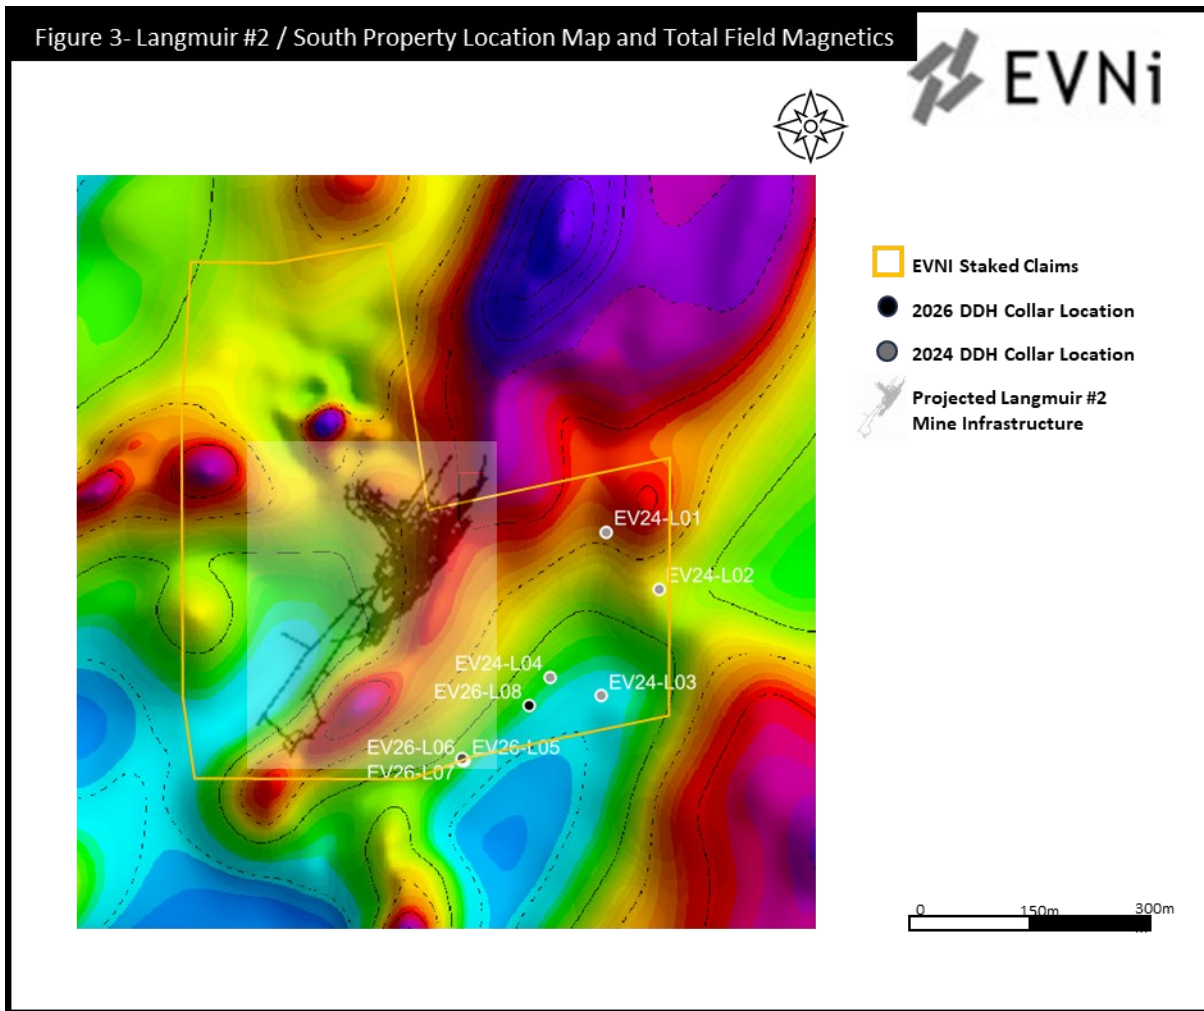 Figure 3- Langmuir #2 / South Property Location Map and Total Field Magnetics
EVNi
EVNI Staked Claims
2026 DDH Collar Location
2024 DDH Collar Location
Projected Langmuir #2
Mine Infrastructure
EV24-L01
EV24-L02
EV24-L04
EV24-L03
EV26-L08
EV26-L06 EV26-L05
EV26-L07
0 150m 300m